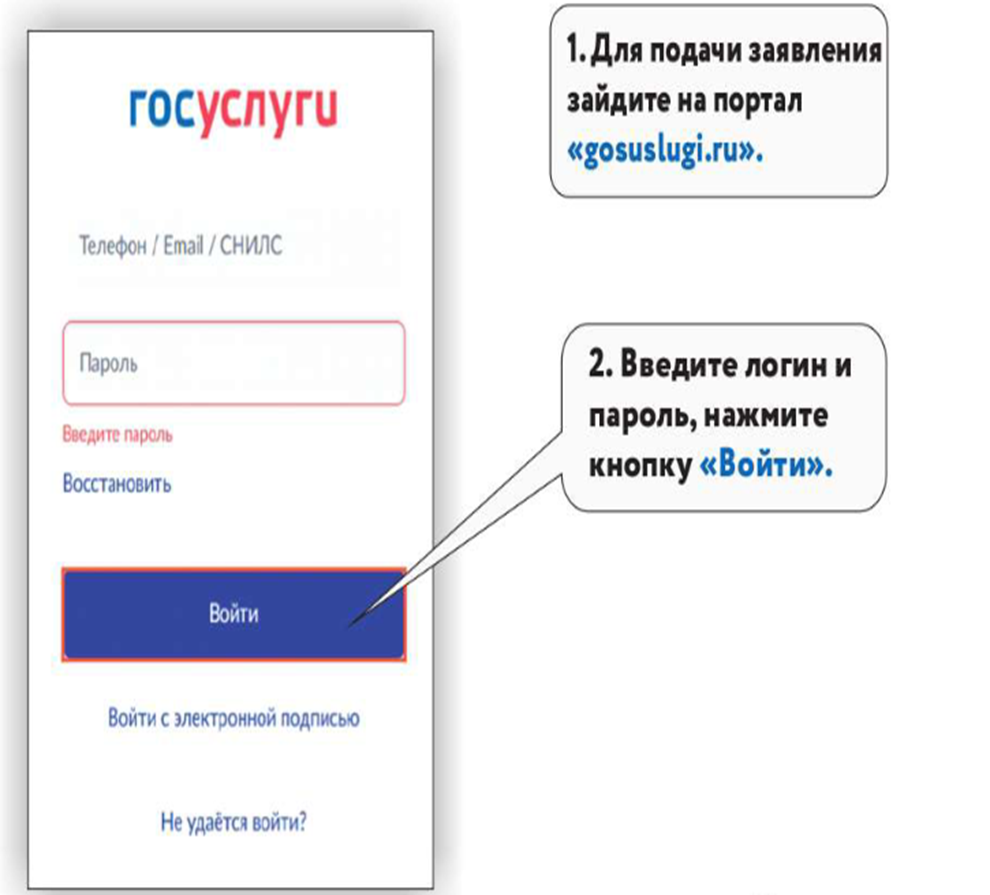 госуслуги
Телефон / Email / СНИЛС
Пароль
Введите пароль
Восстановить
Войти
Войти с электронной подписью
Не удаётся войти?
1. Для подачи заявления
зайдите на портал
«gosuslugi.ru».
2. Введите логин и
пароль, нажмите
кнопку «Войти».